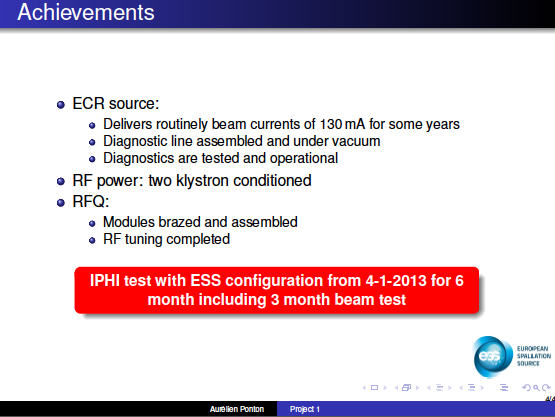 Achievements
ECR source:
Delivers routinely beam currents of 130 mA for some years
Diagnostic line assembled and under vacuum
Diagnostics are tested and operational
RF power: two klystron conditioned
RFQ:
Modules brazed and assembled
RF tuning completed
IPHI test with ESS configuration from 4-1-2013 for 6
month including 3 month beam test
ess
EUROPEAN
SPALLATION
SOURCE
Aurélien Ponton
Project 1